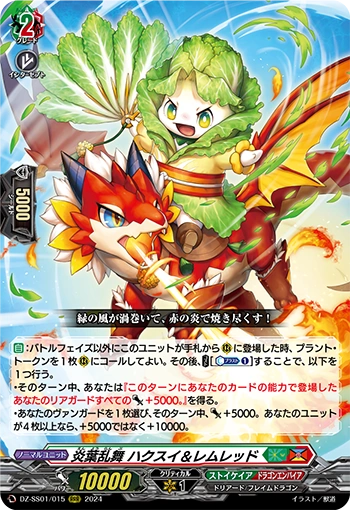 2
グレード
インターセプト
5000
シールド
緑の風が渦巻いて、赤の炎で焼き尽くす!
自:バトルフェイズ以外にこのユニットが手札からⓇに登場した時、プラント・
トークンを1枚Ⓡにコールしてよい。その後、【プラント①】することで、以下を
1つ行う。
・そのターン中、あなたは『このターンにあなたのカードの能力で登場した
あなたのリアガードすべての+5000。』を得る。
・あなたのヴァンガードを1枚選び、そのターン中、+5000。あなたのユニット
が4枚以上なら、+5000ではなく+10000。
ノーマルユニット
炎葉乱舞 ハクスイ&レムレッド
パワー
10000
クリティカル
1
ストイケイア
ドラゴンエンパイア
ドリアード/フレイムドラゴン
DZ-SS01/015 RRR 2024
イラスト/獣道